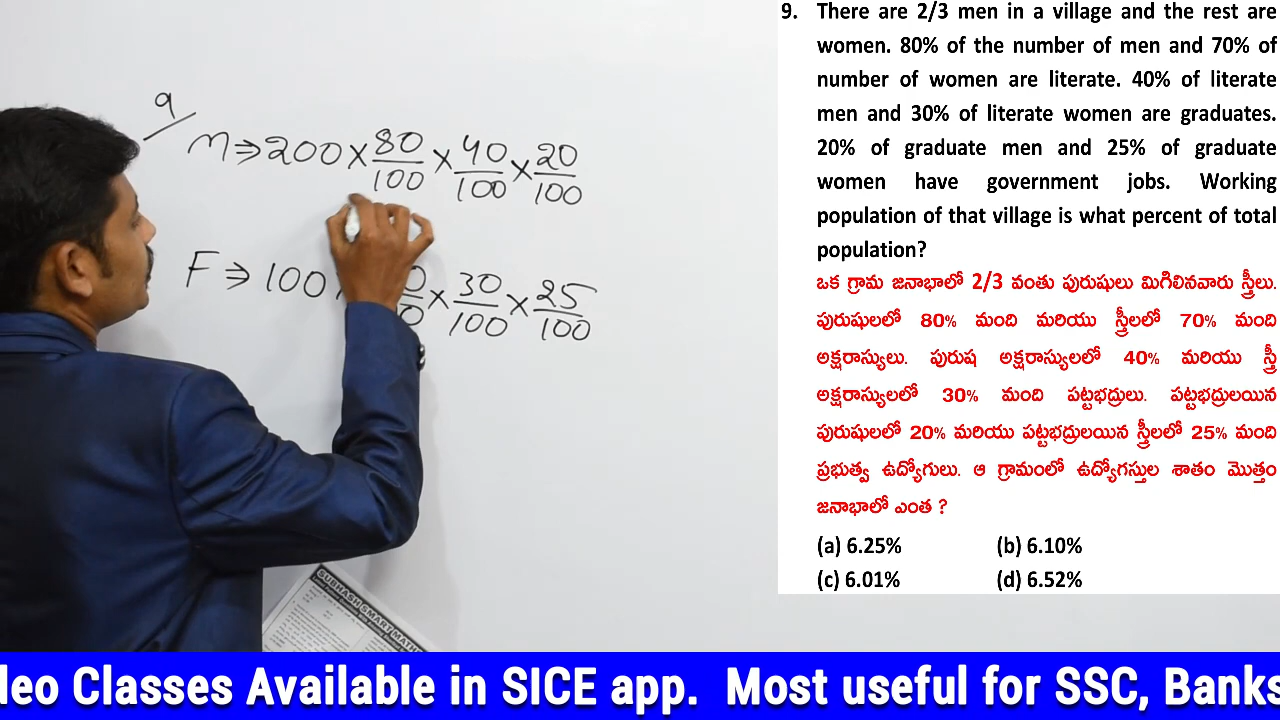 9. There are 2/3 men in a village and the rest are
women. 80% of the number of men and 70% of
number of women are literate. 40% of literate
men and 30% of literate women are graduates.
20% of graduate men and 25% of graduate
women have government jobs. Working
population of that village is what percent of total
population?
ఒక గ్రామ జనాభాలో 2/3 వంతు పురుషులు మిగిలినవారు స్త్రీలు.
పురుషులలో 80% మంది మరియు స్త్రీలలో 70% మంది
అక్షరాస్యులు. పురుష అక్షరాస్యులలో 40% మరియు స్త్రీ
అక్షరాస్యులలో 30% మంది పట్టభద్రులు. పట్టభద్రులయిన
పురుషులలో 20% మరియు పట్టభద్రులయిన స్త్రీలలో 25% మంది
ప్రభుత్వ ఉద్యోగులు. ఆ గ్రామంలో ఉద్యోగస్తుల శాతం మొత్తం
జనాభాలో ఎంత ?
(a) 6.25% (b) 6.10%
(c) 6.01% (d) 6.52%
9/
M⇒200×80/100×40/100×20/100
F⇒100 ×30/100×25/100
SUBHASH SMART MATH
deo Classes Available in SICE app. Most useful for SSC, Banks